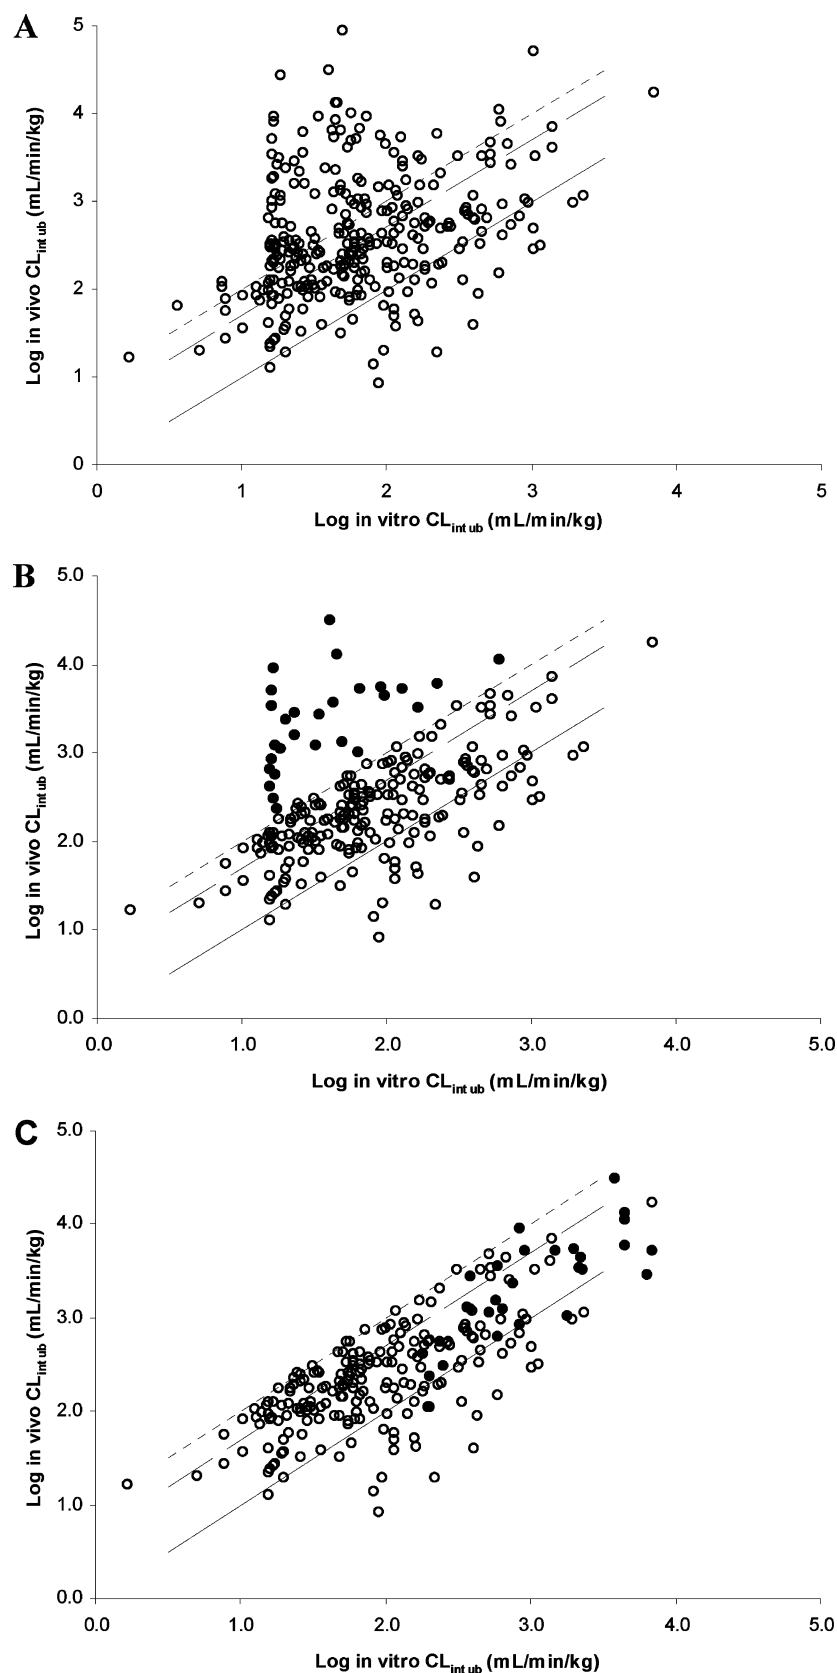 A
5
4
3
2
1
0
Log in vivo CLint ub (mL/min/kg)
0 1 2 3 4 5
Log in vitro CLint ub (mL/min/kg)
B
5.0
4.0
3.0
2.0
1.0
0.0
Log in vivo CLint ub (mL/min/kg)
0.0 1.0 2.0 3.0 4.0 5.0
Log in vitro CLint ub (mL/min/kg)
C
5.0
4.0
3.0
2.0
1.0
0.0
Log in vivo CLint ub (mL/min/kg)
0.0 1.0 2.0 3.0 4.0 5.0
Log in vitro CLint ub (mL/min/kg)